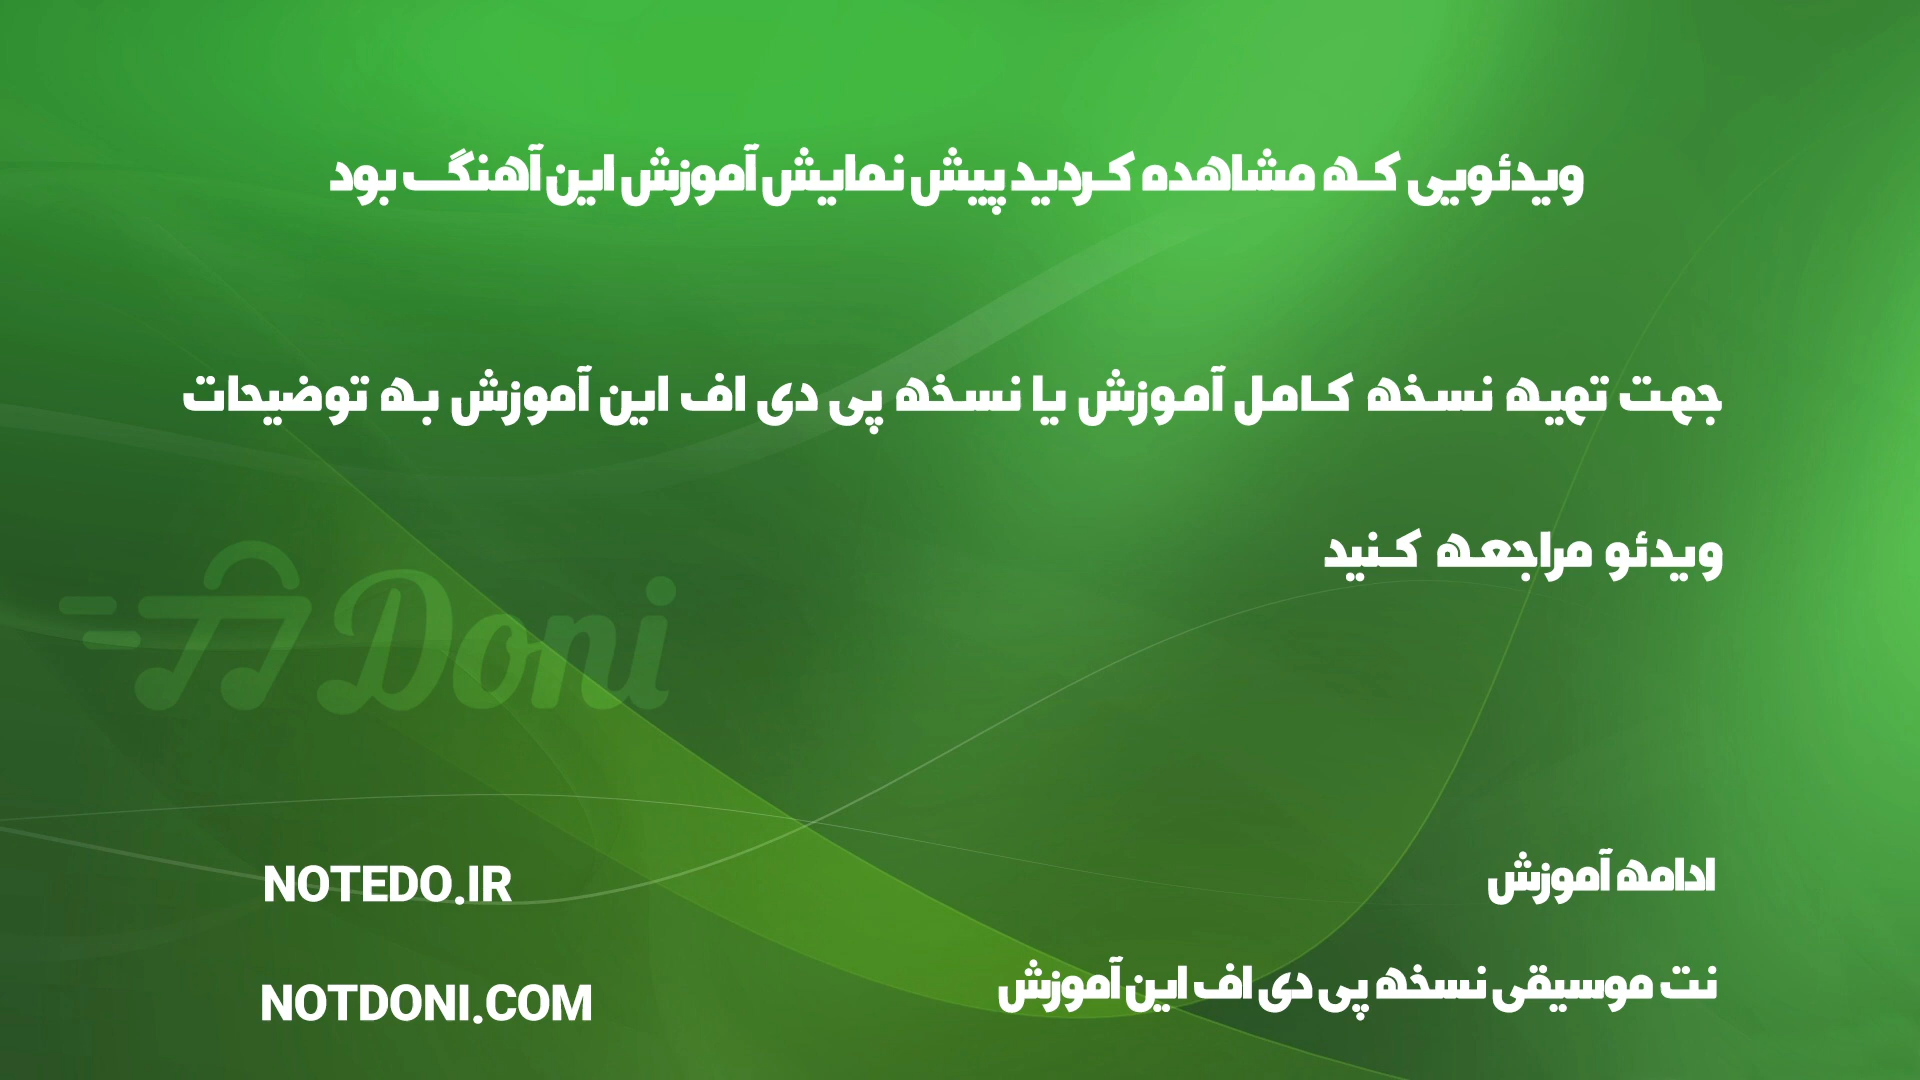 ویدئویی که مشاهده کردید پیش نمایش آموزش این آهنگ بود
جهت تهیه نسخه کامل آموزش یا نسخه پی دی اف این آموزش به توضیحات
ویدئو مراجعه کنید
Doni
ادامه آموزش
NOTEDO.IR
نت موسیقی نسخه پی دی اف این آموزش
NOTDONI.COM